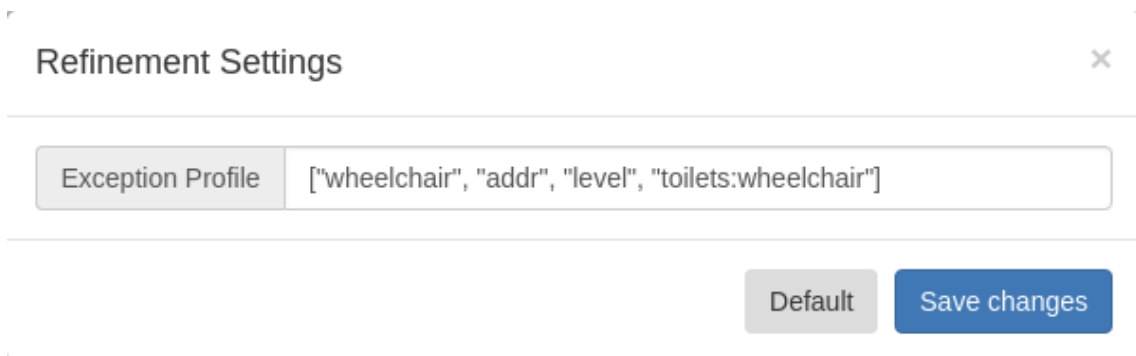 Refinement Settings ×
Exception Profile ["wheelchair", "addr", "level", "toilets:wheelchair"]
Default Save changes